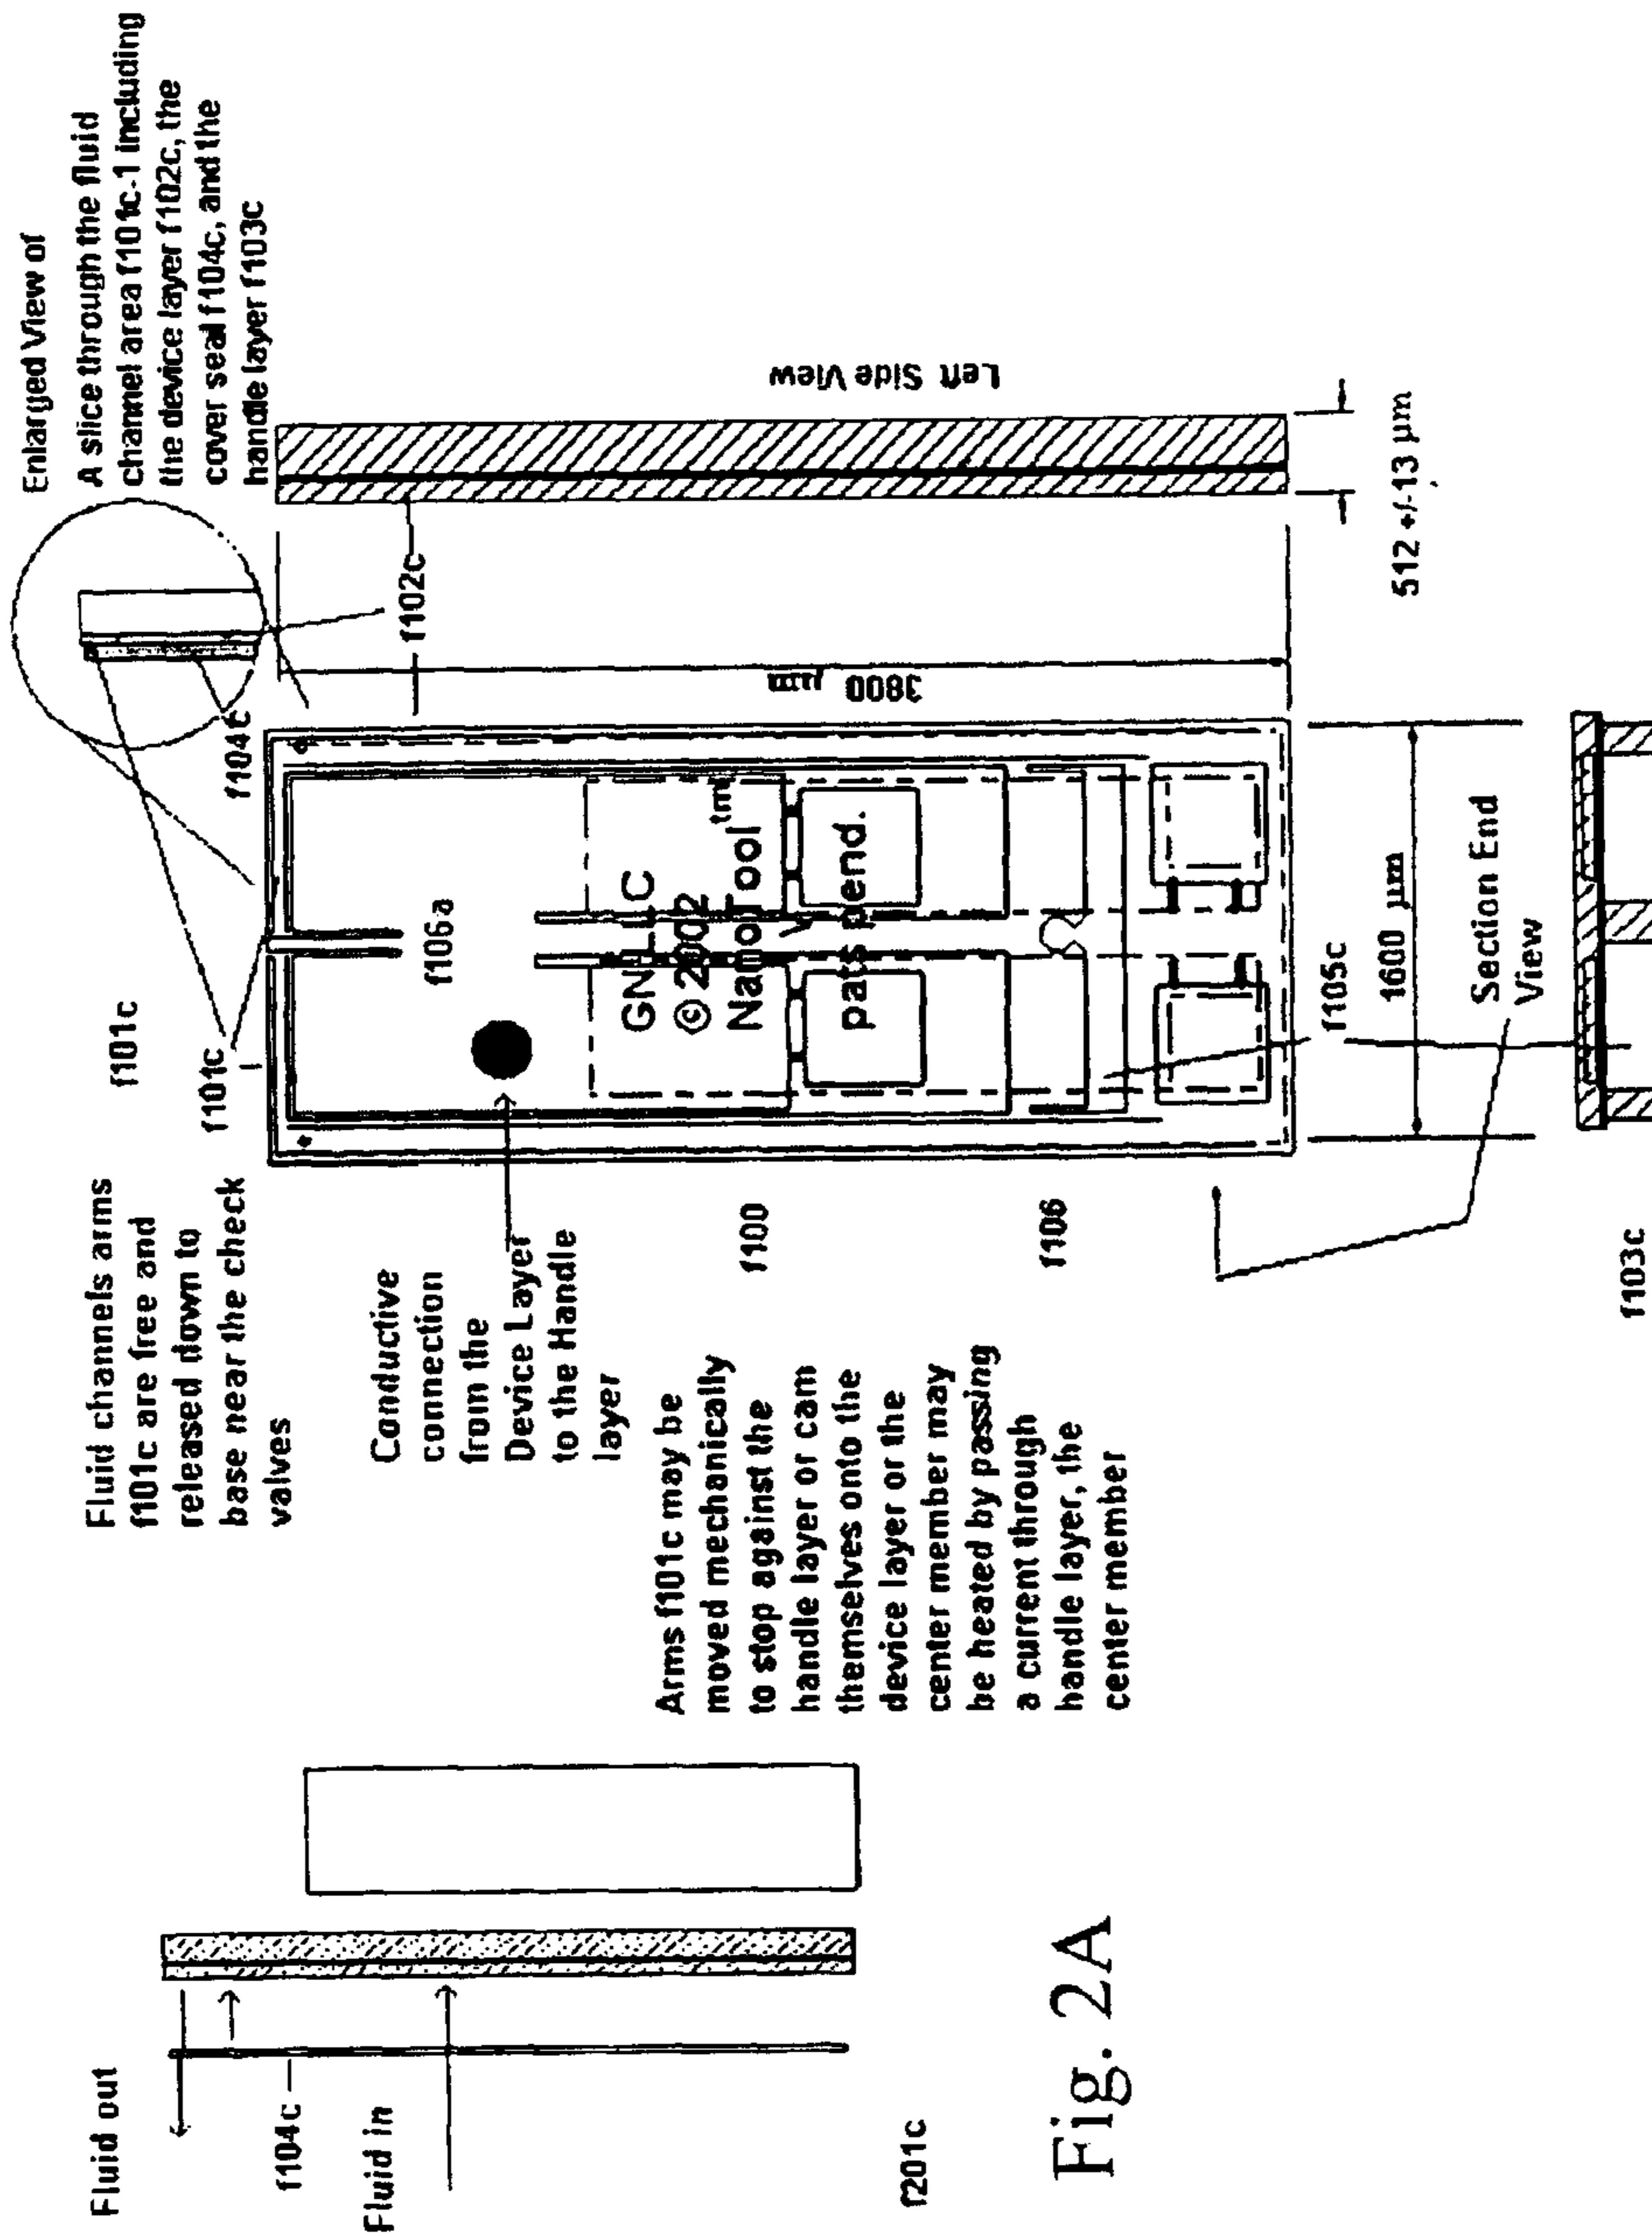 Enlarged View of
A slice through the fluid
channel area f101c-1 including
the device layer f102c, the
cover seal f104c, and the
handle layer f103c
Left Side View
512 +/-13 µm
f102c
3800 µm
f104c
f101c
f101c
f106a
GNLLC
© 2002
NanoTool tm
pats pend.
f105c
1600 µm
Section End
View
Fluid channels arms
f101c are free and
released down to
base near the check
valves
Conductive
connection
from the
Device Layer
to the Handle
layer
f100
f106
f103c
Arms f101c may be
moved mechanically
to stop against the
handle layer or cam
themselves onto the
device layer or the
center member may
be heated by passing
a current through
handle layer, the
center member
Fluid out
f104c
Fluid in
f201c
Fig. 2A